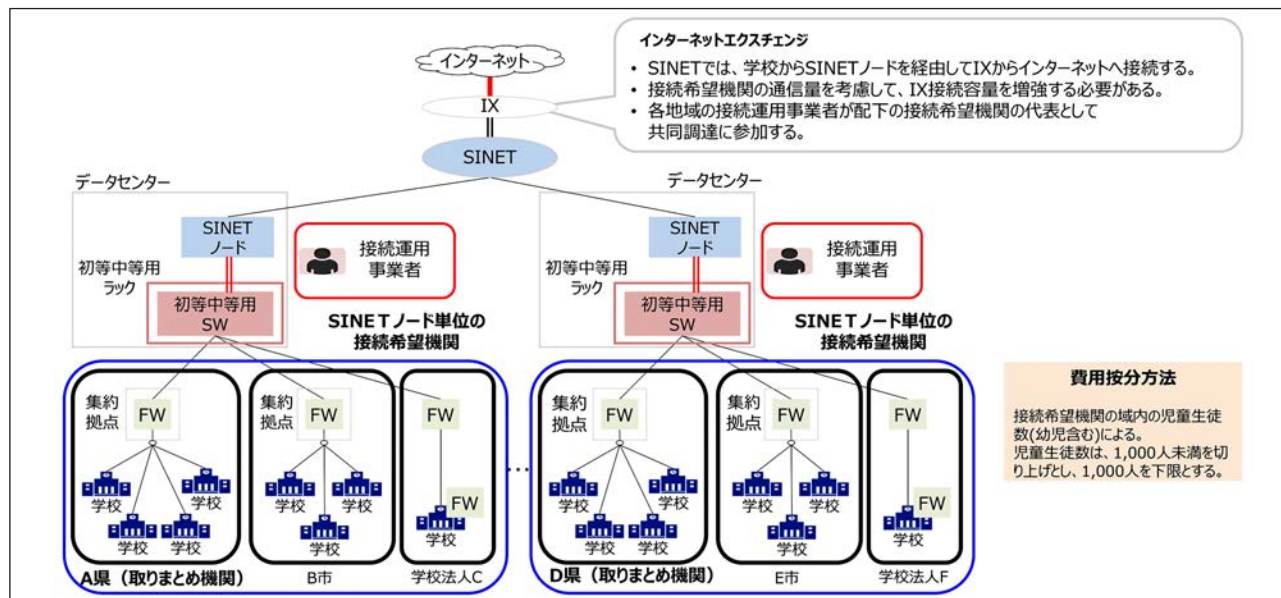 インターネット
IX
SINET
インターネットエクスチェンジ
• SINETでは、学校からSINETノードを経由してIXからインターネットへ接続する。
• 接続希望機関の通信量を考慮して、IX接続容量を増強する必要がある。
• 各地域の接続運用事業者が配下の接続希望機関の代表として
共同調達に参加する。
データセンター
SINET
ノード
初等中等用
ラック
初等中等用
SW
接続運用
事業者
SINETノード単位の
接続希望機関
集約
拠点
FW
学校
学校
学校
学校
A県（取りまとめ機関）
集約
拠点
FW
学校
学校
学校
B市
FW
FW
学校
学校法人C
…
データセンター
SINET
ノード
初等中等用
ラック
初等中等用
SW
接続運用
事業者
SINETノード単位の
接続希望機関
集約
拠点
FW
学校
学校
学校
学校
D県（取りまとめ機関）
集約
拠点
FW
学校
学校
学校
E市
FW
FW
学校
学校法人F
費用按分方法
接続希望機関の域内の児童生徒
数(幼児含む)による。
児童生徒数は、1,000人未満を切
り上げとし、1,000人を下限とする。